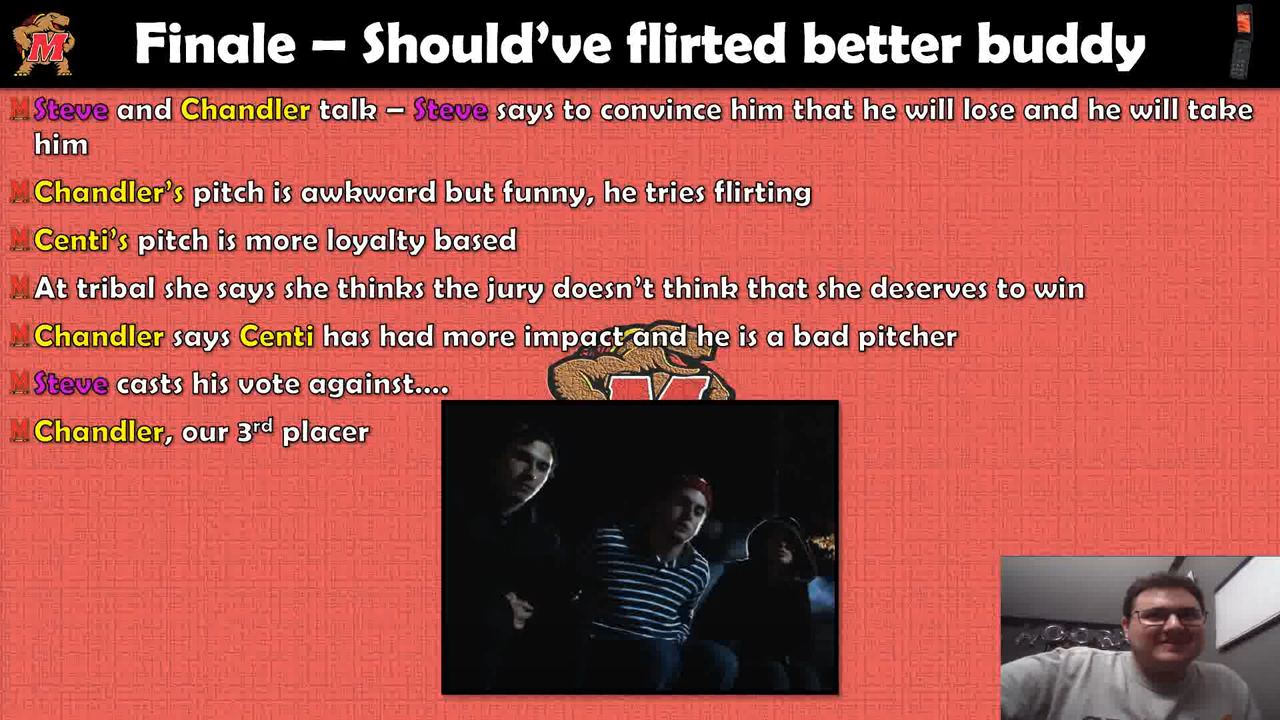 Finale – Should've flirted better buddy
Steve and Chandler talk – Steve says to convince him that he will lose and he will take
him
Chandler's pitch is awkward but funny, he tries flirting
Centi's pitch is more loyalty based
At tribal she says she thinks the jury doesn't think that she deserves to win
Chandler says Centi has had more impact and he is a bad pitcher
Steve casts his vote against....
Chandler, our 3rd placer